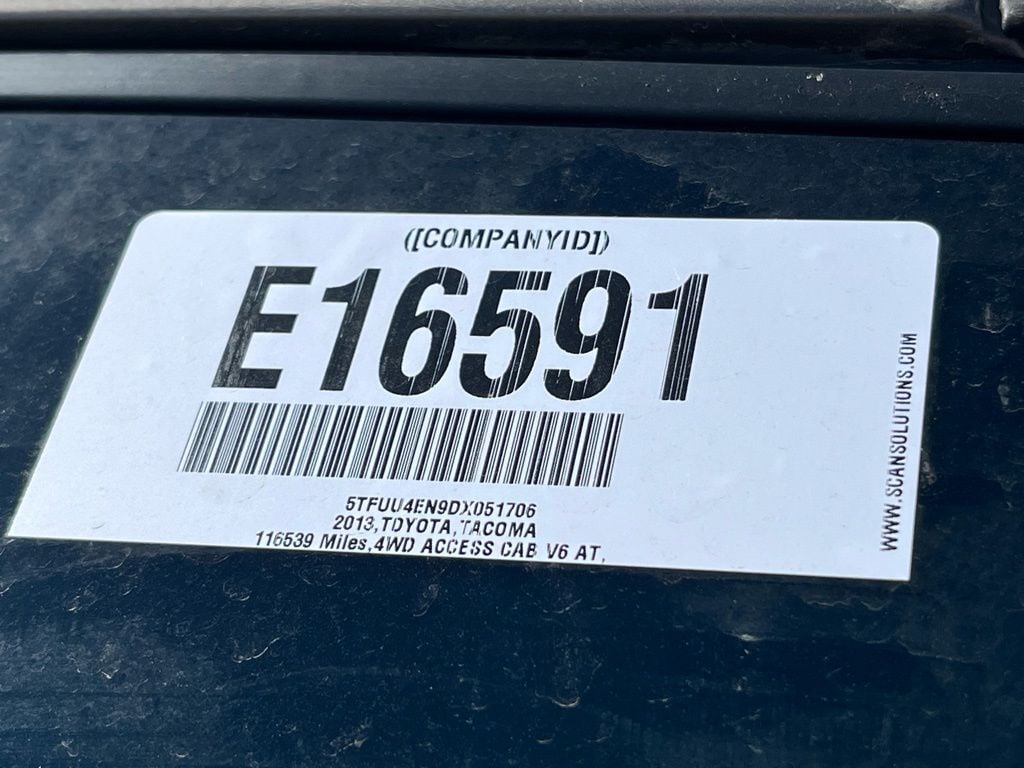 ([COMPANYID])
E16591
5TFUU4EN9DX051706
2013,TOYOTA,TACOMA
116539 Miles,4WD ACCESS CAB V6 AT,
WWW.SCANSOLUTIONS.COM